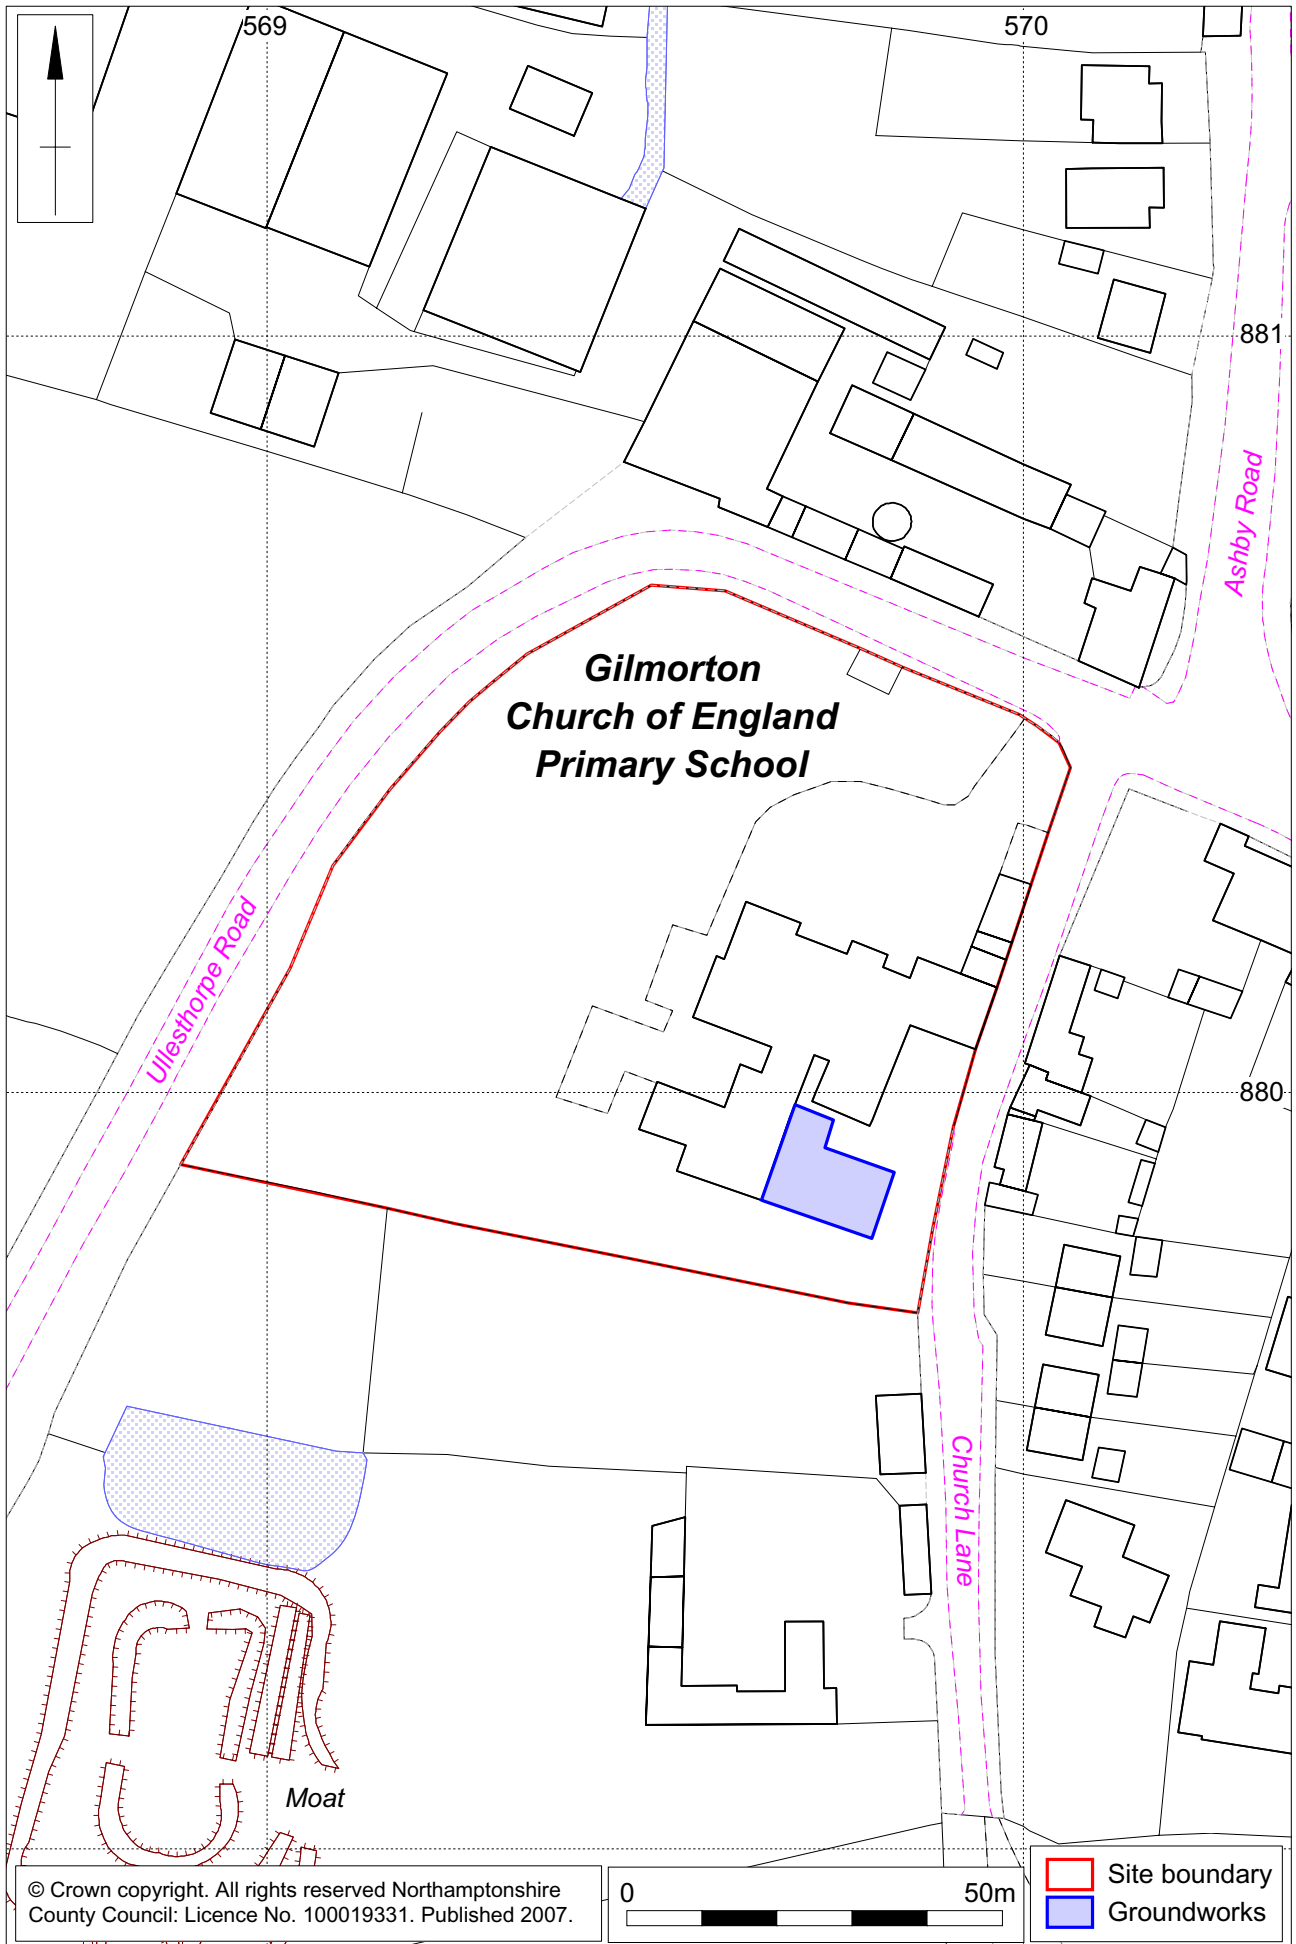 569
570
881
Ashby Road
Gilmorton
Church of England
Primary School
Ullesthorpe Road
880
Church Lane
Moat
© Crown copyright. All rights reserved Northamptonshire
County Council: Licence No. 100019331. Published 2007.
0 50m
Site boundary
Groundworks